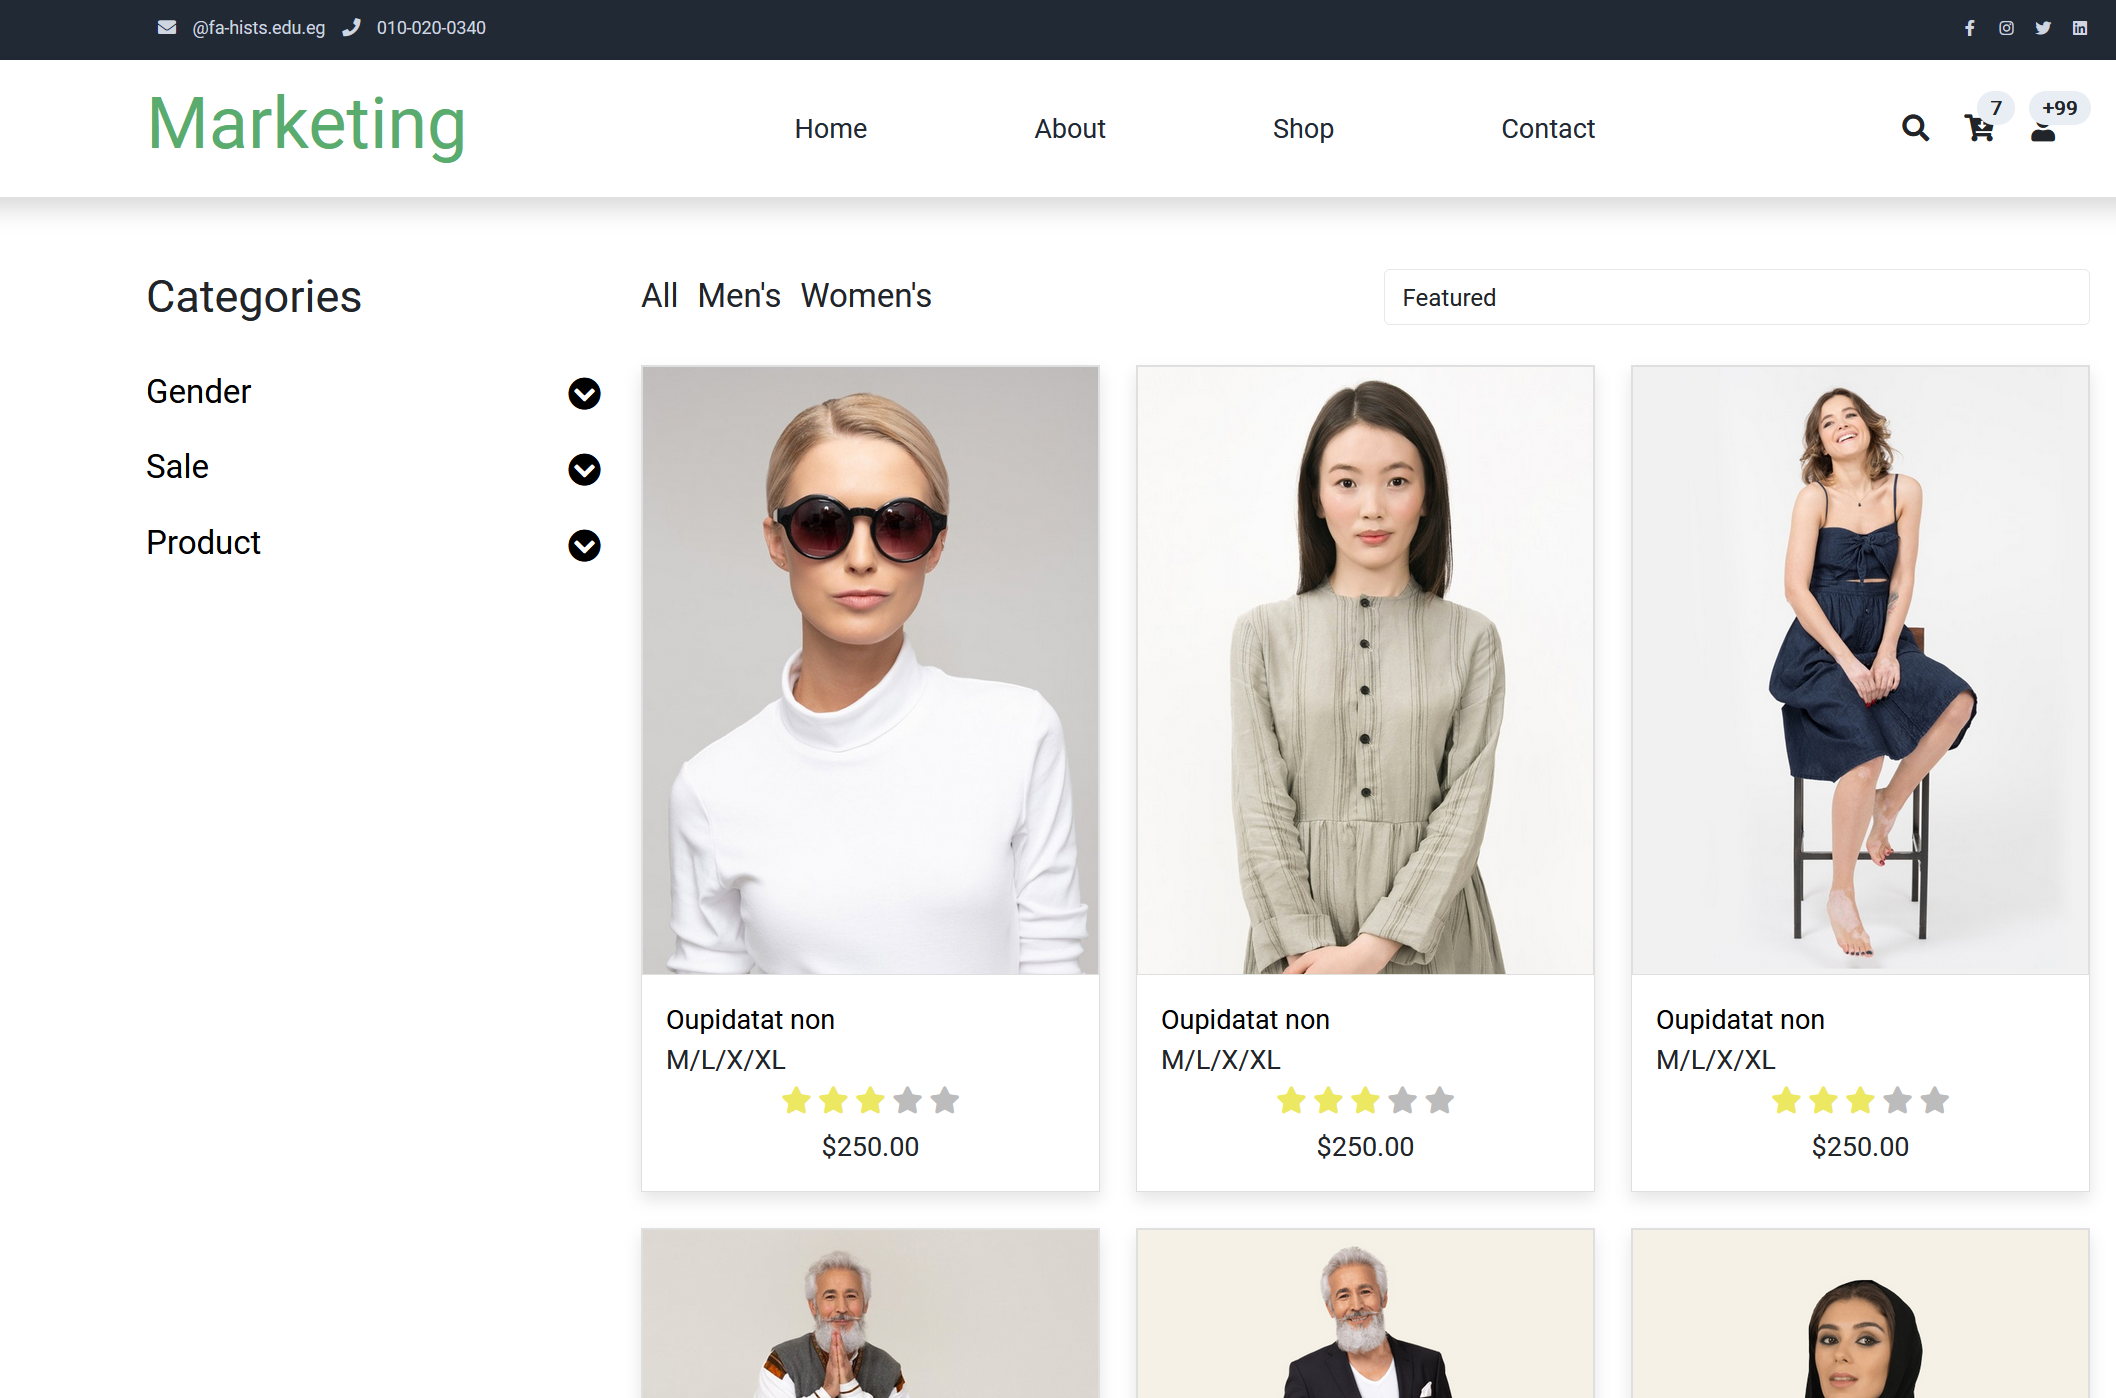 @fa-hists.edu.eg 010-020-0340
Marketing
Home About Shop Contact
7 +99
Categories
Gender
Sale
Product
All Men's Women's
Featured
Oupidatat non
M/L/X/XL
$250.00
Oupidatat non
M/L/X/XL
$250.00
Oupidatat non
M/L/X/XL
$250.00